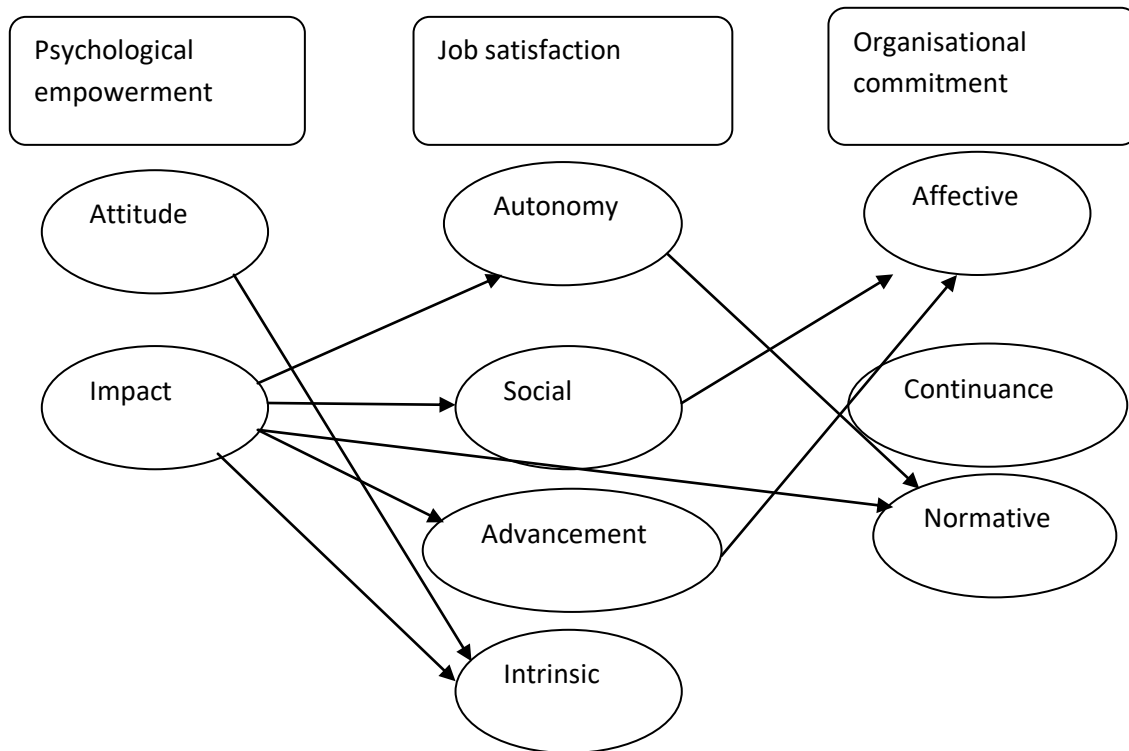 Psychological
empowerment
Job satisfaction
Organisational
commitment
Attitude
Autonomy
Affective
Impact
Social
Continuance
Advancement
Normative
Intrinsic